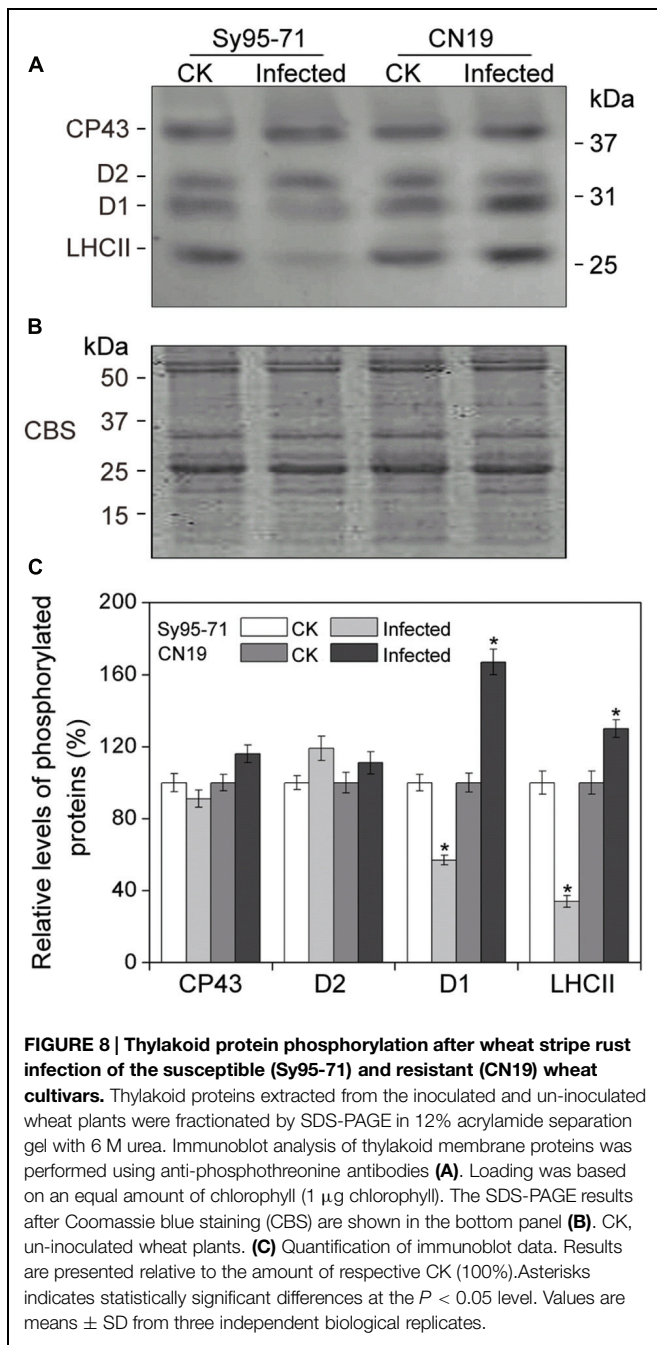 Sy95-71 CN19
A CK Infected CK Infected
kDa
CP43
37
D2
31
D1
LHCII
25
B
kDa
50
37
CBS
25
15
C
200
160
120
80
40
0
Relative levels of phosphorylated
proteins (%)
Sy95-71 CK Infected
CN19 CK Infected
* * * *
CP43 D2 D1 LHCII
FIGURE 8 | Thylakoid protein phosphorylation after wheat stripe rust
infection of the susceptible (Sy95-71) and resistant (CN19) wheat
cultivars. Thylakoid proteins extracted from the inoculated and un-inoculated
wheat plants were fractionated by SDS-PAGE in 12% acrylamide separation
gel with 6 M urea. Immunoblot analysis of thylakoid membrane proteins was
performed using anti-phosphothreonine antibodies (A). Loading was based
on an equal amount of chlorophyll (1 μg chlorophyll). The SDS-PAGE results
after Coomassie blue staining (CBS) are shown in the bottom panel (B). CK,
un-inoculated wheat plants. (C) Quantification of immunoblot data. Results
are presented relative to the amount of respective CK (100%).Asterisks
indicates statistically significant differences at the P < 0.05 level. Values are
means ± SD from three independent biological replicates.